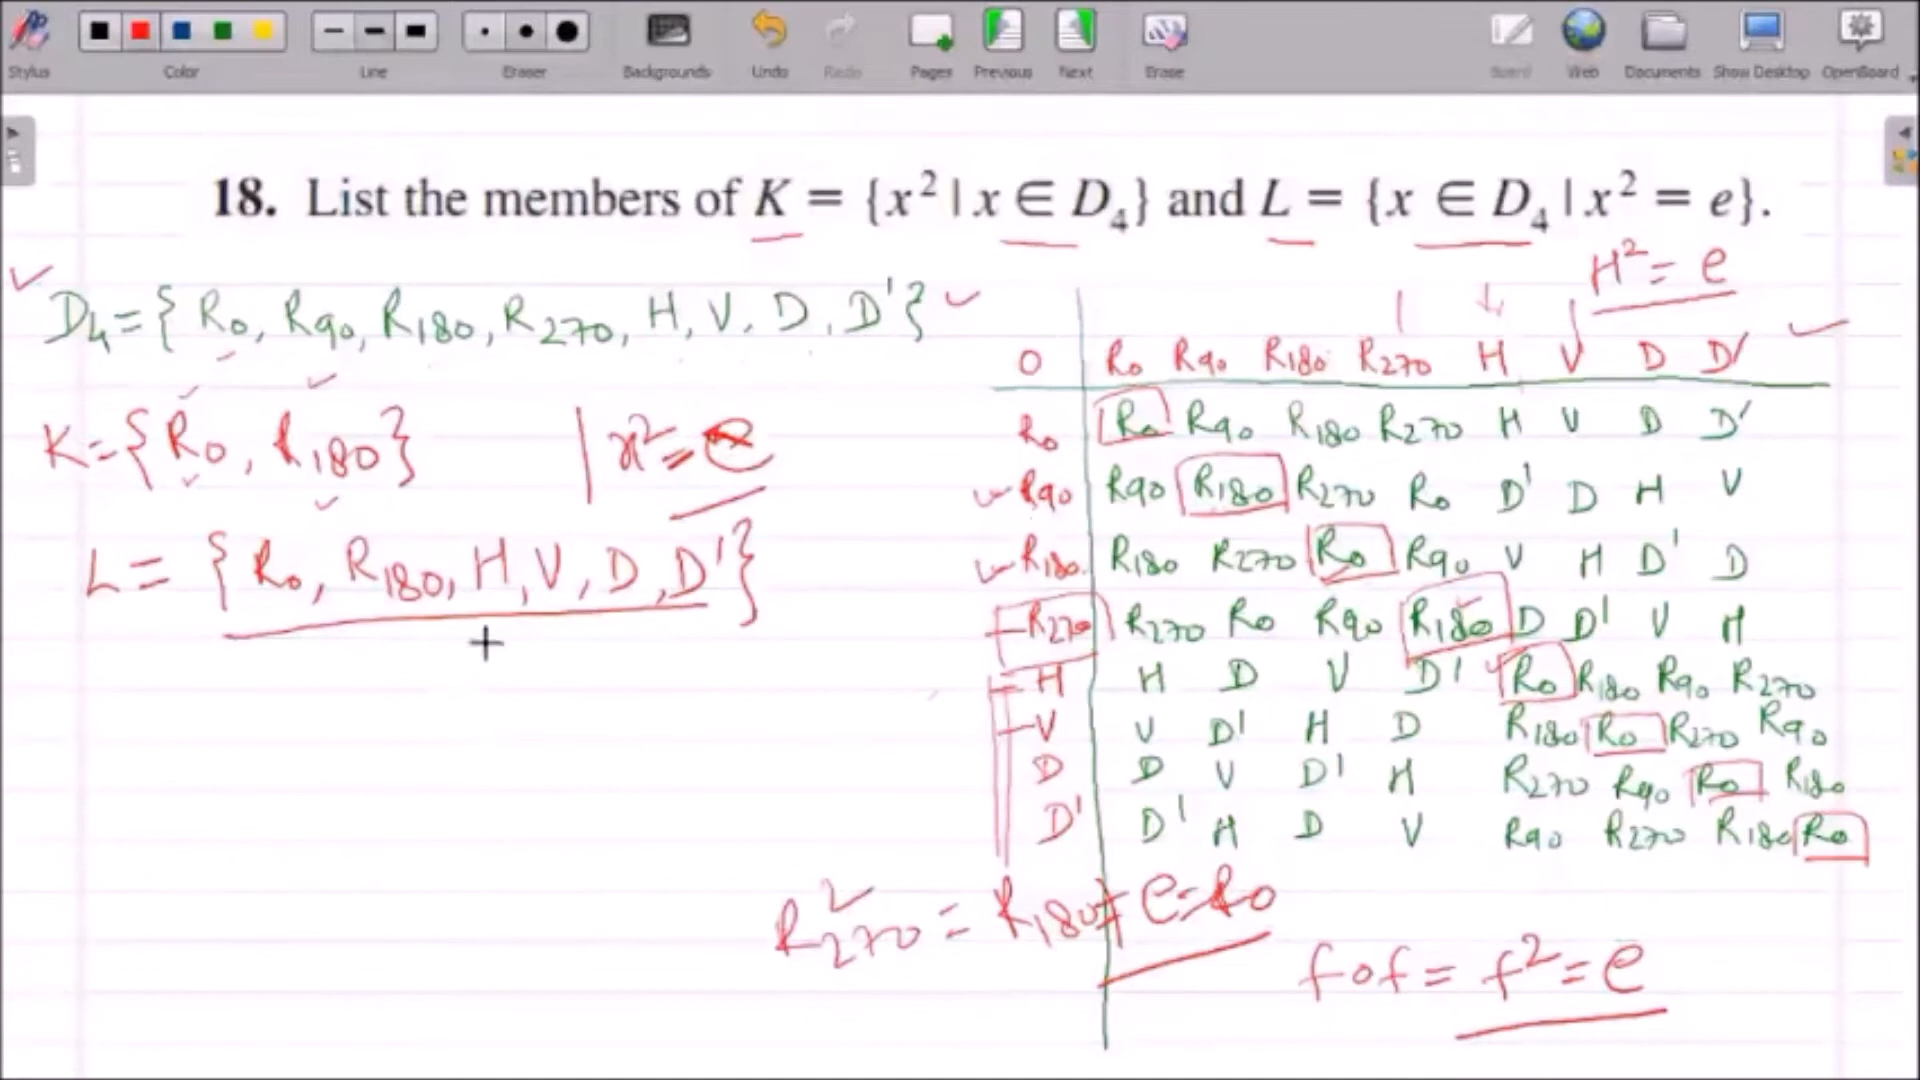 Stylus Color Line Eraser Backgrounds Undo Redo Pages Previous Next Erase Board Web Documents Show Desktop OpenBoard
18. List the members of K = {x² | x ∈ D₄} and L = {x ∈ D₄ | x² = e}.
H² = e
D₄ = {R₀, R₉₀, R₁₈₀, R₂₇₀, H, V, D, D'}
K = {R₀, R₁₈₀} | x² = e
L = {R₀, R₁₈₀, H, V, D, D'}
O R₀ R₉₀ R₁₈₀ R₂₇₀ H V D D'
R₀ R₀ R₉₀ R₁₈₀ R₂₇₀ H V D D'
R₉₀ R₉₀ R₁₈₀ R₂₇₀ R₀ D' D H V
R₁₈₀ R₁₈₀ R₂₇₀ R₀ R₉₀ V H D' D
R₂₇₀ R₂₇₀ R₀ R₉₀ R₁₈₀ D D' V H
H H D V D' R₀ R₁₈₀ R₉₀ R₂₇₀
V V D' H D R₁₈₀ R₀ R₂₇₀ R₉₀
D D V D' H R₂₇₀ R₉₀ R₀ R₁₈₀
D' D' H D V R₉₀ R₂₇₀ R₁₈₀ R₀
R²₂₇₀ = R₁₈₀ ≠ e = R₀
f o f = f² = e